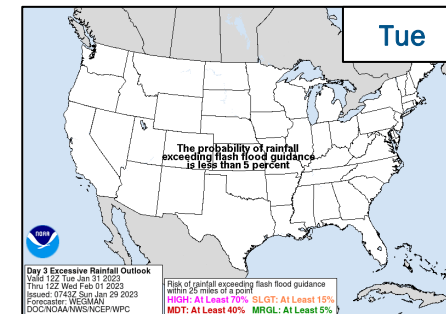 Tue
The probability of rainfall
exceeding flash flood guidance
is less than 5 percent
NOAA
Day 3 Excessive Rainfall Outlook
Valid 12Z Tue Jan 31 2023
Thru 12Z Wed Feb 01 2023
Issued: 0743Z Sun Jan 29 2023
Forecaster: WEGMAN
DOC/NOAA/NWS/NCEP/WPC
Risk of rainfall exceeding flash flood guidance
within 25 miles of a point
HIGH: At Least 70% SLGT: At Least 15%
MDT: At Least 40% MRGL: At Least 5%